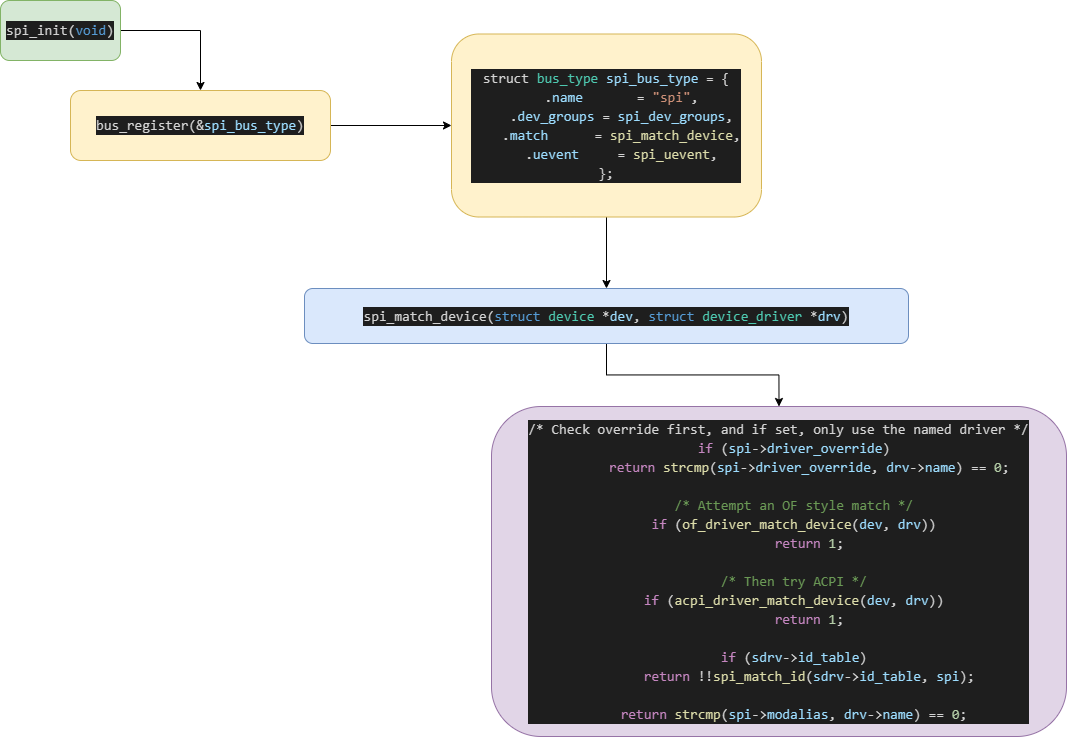 spi_init(void)
bus_register(&spi_bus_type)
struct bus_type spi_bus_type = {
.name = "spi",
.dev_groups = spi_dev_groups,
.match = spi_match_device,
.uevent = spi_uevent,
};
spi_match_device(struct device *dev, struct device_driver *drv)
/* Check override first, and if set, only use the named driver */
if (spi->driver_override)
return strcmp(spi->driver_override, drv->name) == 0;
/* Attempt an OF style match */
if (of_driver_match_device(dev, drv))
return 1;
/* Then try ACPI */
if (acpi_driver_match_device(dev, drv))
return 1;
if (sdrv->id_table)
return !!spi_match_id(sdrv->id_table, spi);
return strcmp(spi->modalias, drv->name) == 0;